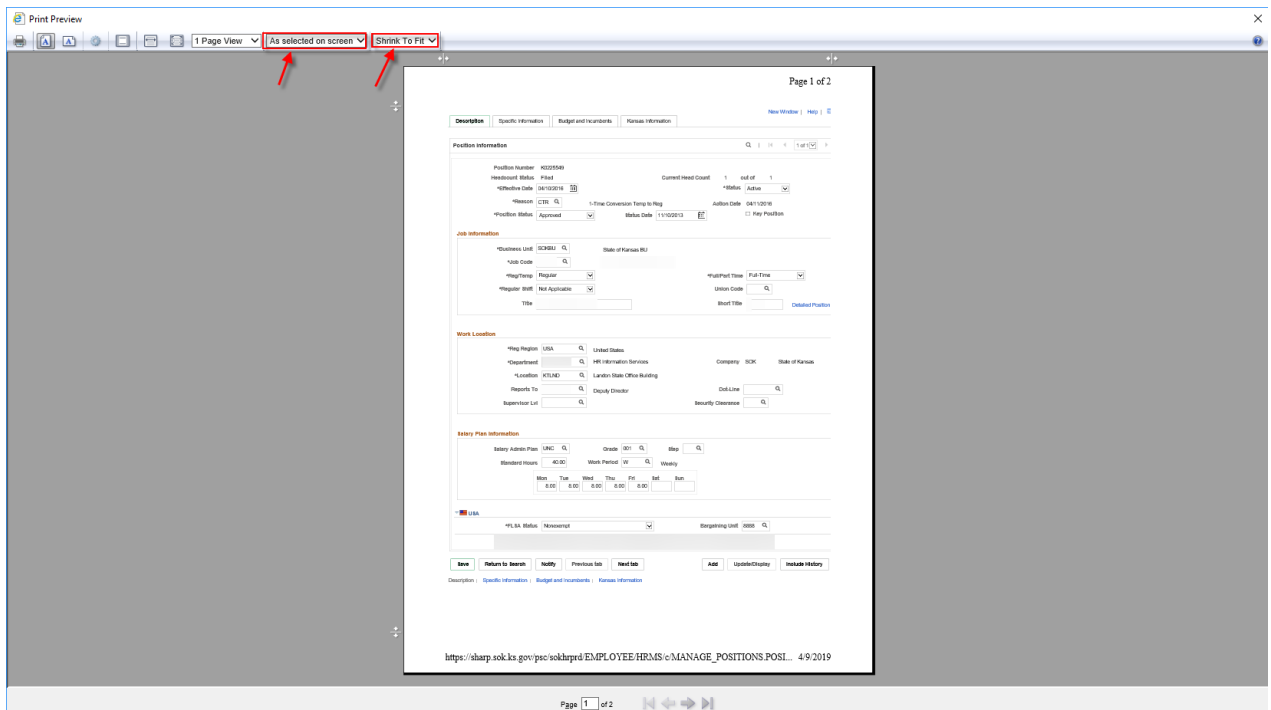 Print Preview
1 Page View As selected on screen Shrink To Fit
Page 1 of 2
New Window | Help |
Description Specific Information Budget and Incumbents Kansas Information
Position Information 1 of 1
Position Number K0225549
Headcount Status Filled Current Head Count 1 out of 1
*Effective Date 04/10/2016 *Status Active
*Reason CTR 1-Time Conversion Temp to Reg Action Date 04/11/2016
*Position Status Approved Status Date 11/10/2013 Key Position
Job Information
*Business Unit SOKBU State of Kansas BU
*Job Code
*Reg/Temp Regular *Full/Part Time Full-Time
*Regular Shift Not Applicable Union Code
Title Short Title Detailed Position
Work Location
*Reg Region USA United States
*Department HR Information Services Company SOK State of Kansas
*Location KTLND Landon State Office Building
Reports To Deputy Director Dot-Line
Supervisor Lvl Security Clearance
Salary Plan Information
Salary Admin Plan UNC Grade 001 Step
Standard Hours 40.00 Work Period W Weekly
Mon Tue Wed Thu Fri Sat Sun
8.00 8.00 8.00 8.00 8.00
USA
*FLSA Status Nonexempt Bargaining Unit 8888
Save Return to Search Notify Previous tab Next tab Add Update/Display Include History
Description | Specific Information | Budget and Incumbents | Kansas Information
https://sharp.sok.ks.gov/psc/sokhrprd/EMPLOYEE/HRMS/c/MANAGE_POSITIONS.POSI... 4/9/2019
Page 1 of 2